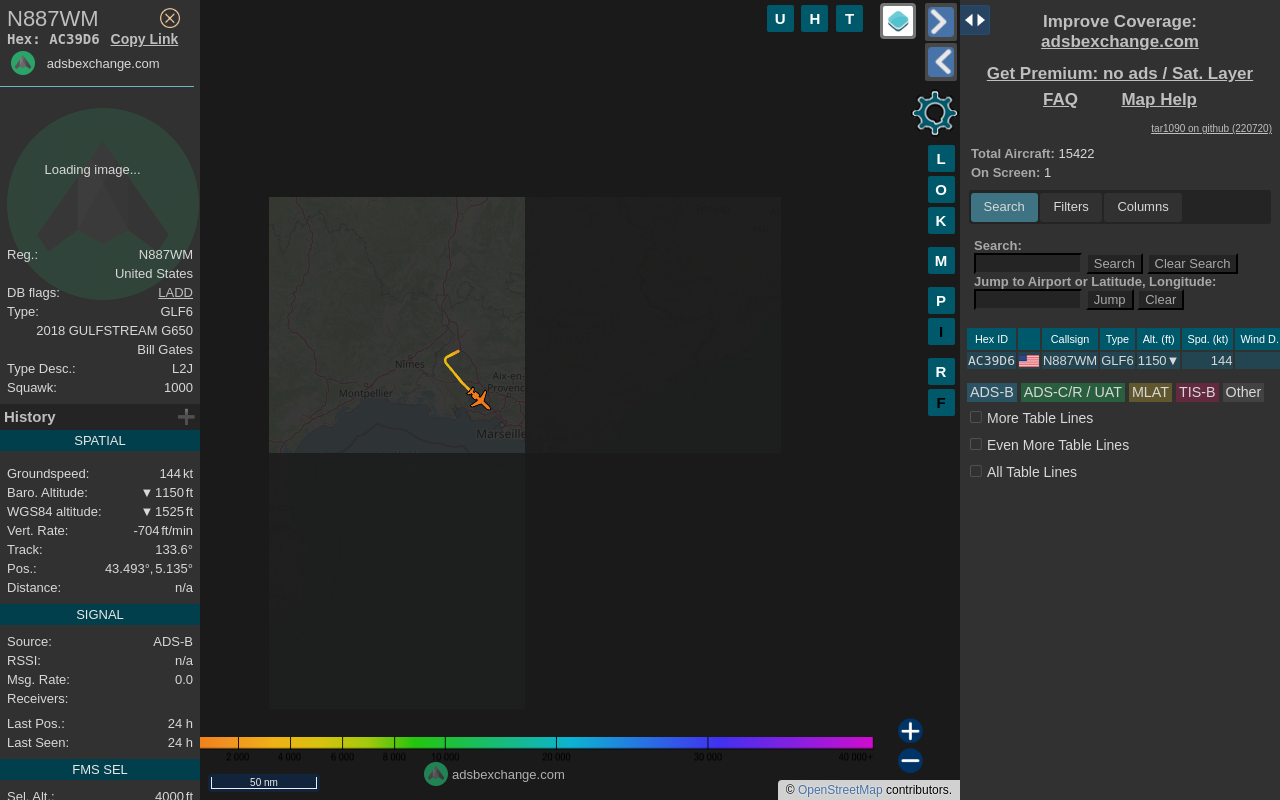 N887WM
Hex: AC39D6 Copy Link
adsbexchange.com
Loading image...
Reg.: N887WM
United States
DB flags: LADD
Type: GLF6
2018 GULFSTREAM G650
Bill Gates
Type Desc.: L2J
Squawk: 1000
History
SPATIAL
Groundspeed: 144 kt
Baro. Altitude: ▼ 1150 ft
WGS84 altitude: ▼ 1525 ft
Vert. Rate: -704 ft/min
Track: 133.6°
Pos.: 43.493°, 5.135°
Distance: n/a
SIGNAL
Source: ADS-B
RSSI: n/a
Msg. Rate: 0.0
Receivers:
Last Pos.: 24 h
Last Seen: 24 h
FMS SEL
Sel. Alt.: 4000 ft
U H T
L
O
K
M
P
I
R
F
Nîmes
Montpellier
Aix-en-
Provence
Marseille
2 000 4 000 6 000 8 000 10 000 20 000 30 000 40 000+
50 nm
adsbexchange.com
© OpenStreetMap contributors.
Improve Coverage:
adsbexchange.com
Get Premium: no ads / Sat. Layer
FAQ Map Help
tar1090 on github (220720)
Total Aircraft: 15422
On Screen: 1
Search Filters Columns
Search:
Search Clear Search
Jump to Airport or Latitude, Longitude:
Jump Clear
Hex ID Callsign Type Alt. (ft) Spd. (kt) Wind D.
AC39D6 N887WM GLF6 1150▼ 144
ADS-B ADS-C/R / UAT MLAT TIS-B Other
More Table Lines
Even More Table Lines
All Table Lines